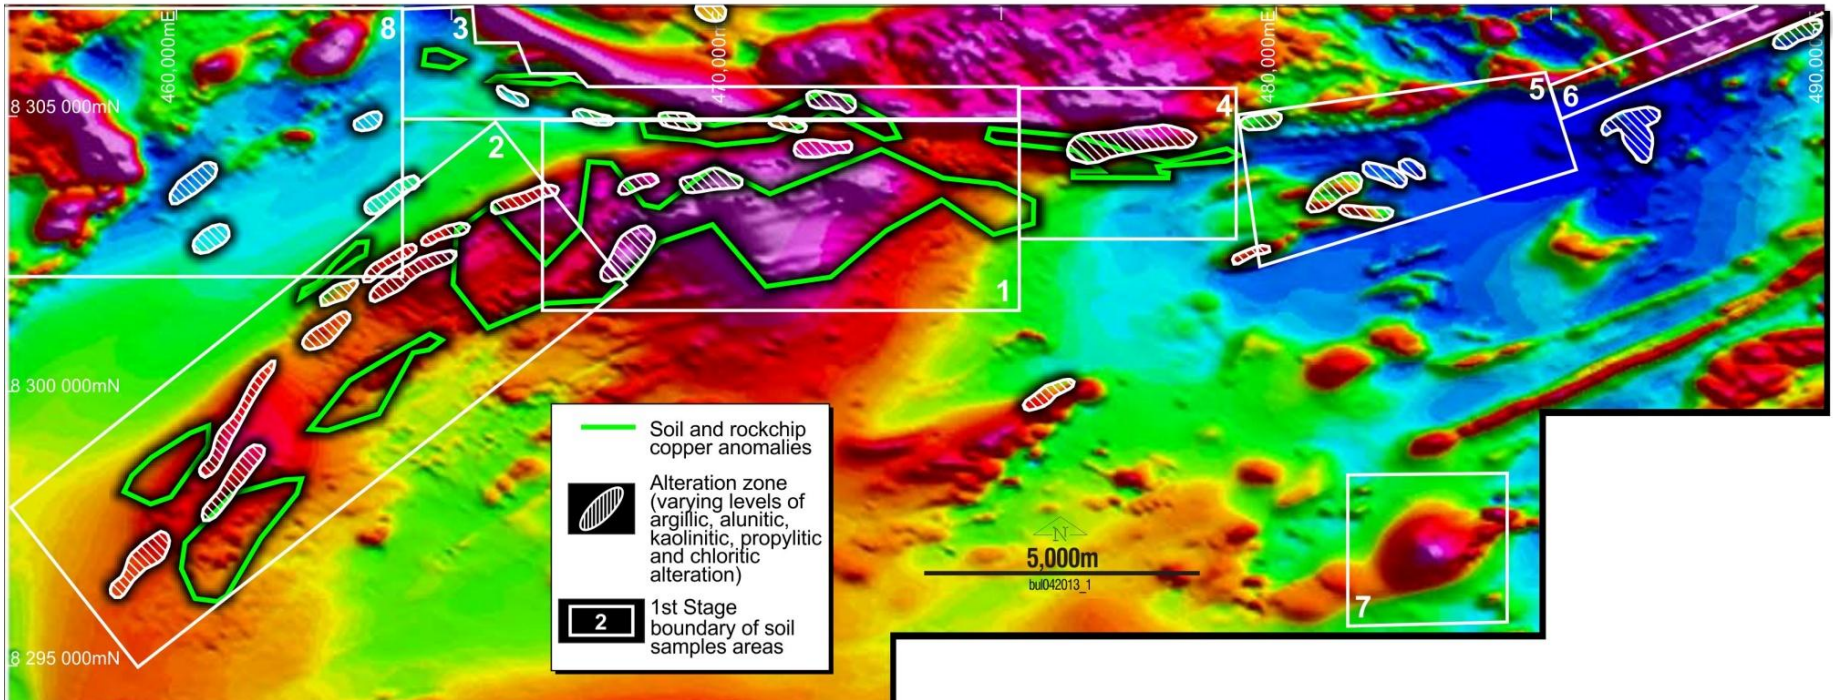 8
3
460,000mE
470,000mE
480,000mE
490,000
8 305 000mN
2
4
5
6
1
8 300 000mN
Soil and rockchip
copper anomalies
Alteration zone
(varying levels of
argillic, alunitic,
kaolinitic, propylitic
and chloritic
alteration)
2
1st Stage
boundary of soil
samples areas
N
5,000m
bul042013_1
7
8 295 000mN